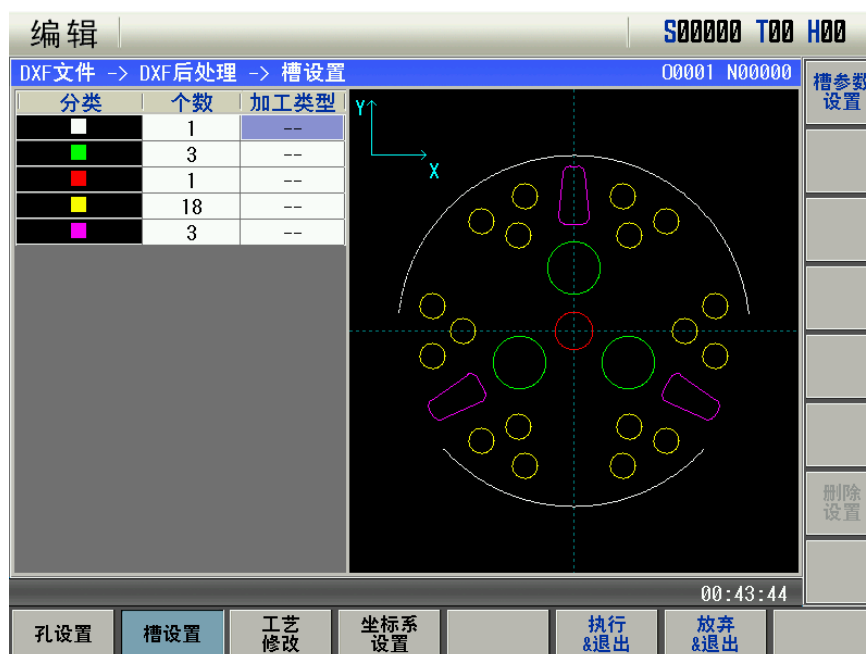 编辑 S00000 T00 H00
DXF文件 -> DXF后处理 -> 槽设置 O0001 N00000
分类 个数 加工类型
1 --
3 --
1 --
18 --
3 --
Y
X
槽参数
设置
删除
设置
00:43:44
孔设置 槽设置 工艺修改 坐标系设置 执行&退出 放弃&退出